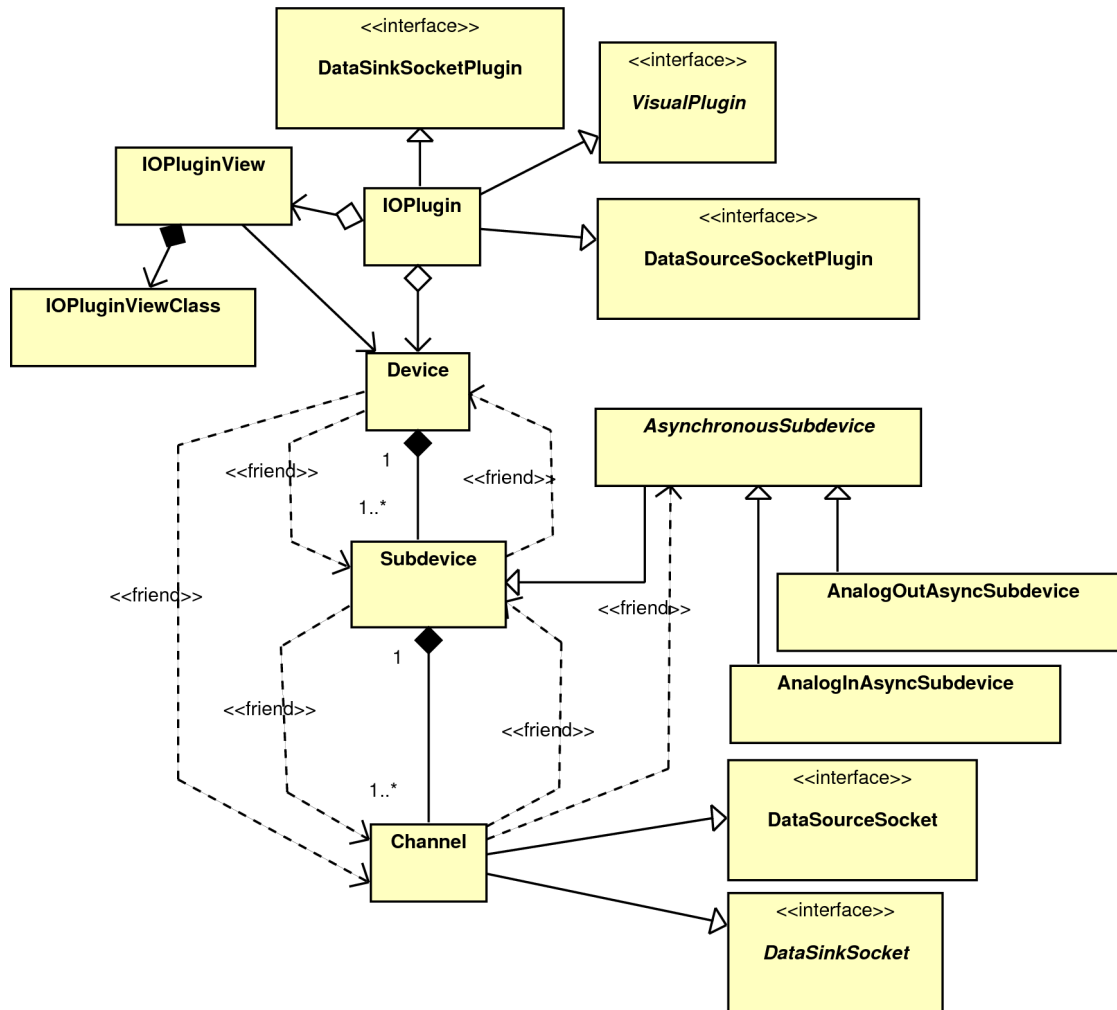 <<interface>>
DataSinkSocketPlugin
<<interface>>
VisualPlugin
IOPluginView
IOPlugin
<<interface>>
DataSourceSocketPlugin
IOPluginViewClass
Device
AsynchronousSubdevice
1
<<friend>>
<<friend>>
1..*
Subdevice
AnalogOutAsyncSubdevice
<<friend>>
<<friend>>
1
AnalogInAsyncSubdevice
<<friend>>
<<friend>>
1..*
<<interface>>
DataSourceSocket
Channel
<<interface>>
DataSinkSocket